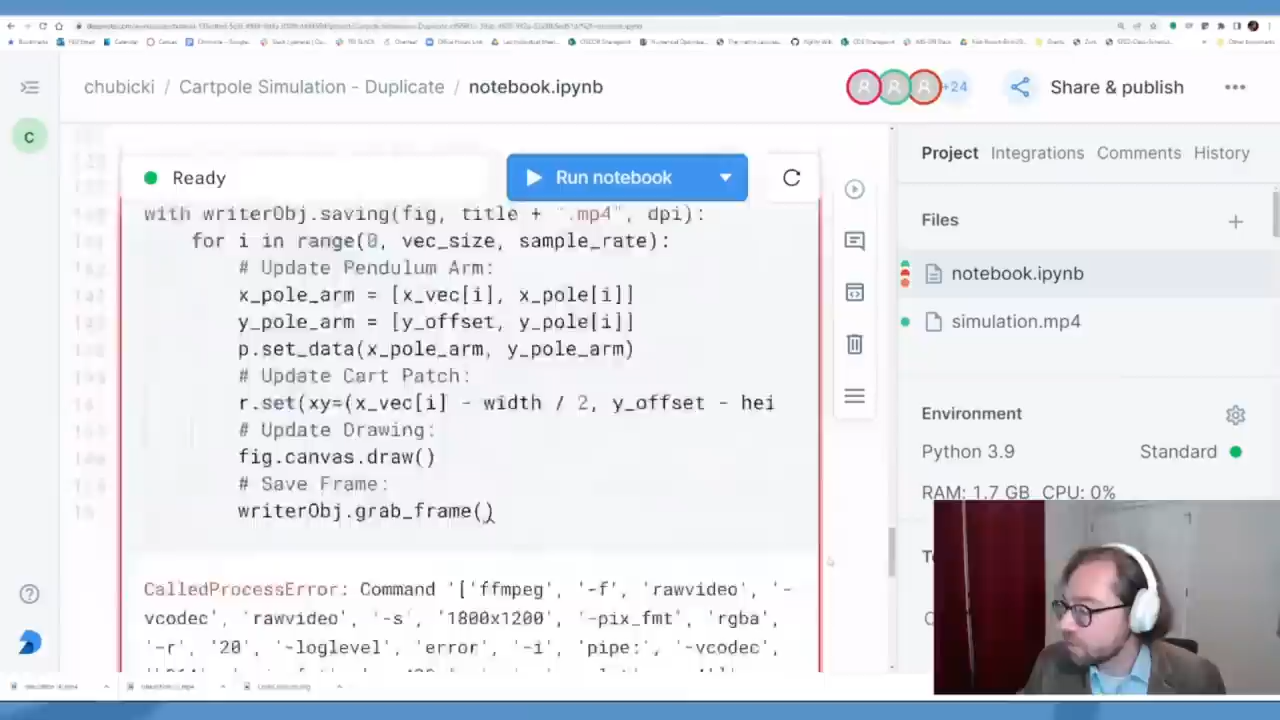 Bookmarks
Calendar
Canvas
chubicki / Cartpole Simulation - Duplicate / notebook.ipynb
+24
Share & publish
C
Ready
Run notebook
Project Integrations Comments History
with writerObj.saving(fig, title + ".mp4", dpi):
for i in range(0, vec_size, sample_rate):
# Update Pendulum Arm:
x_pole_arm = [x_vec[i], x_pole[i]]
y_pole_arm = [y_offset, y_pole[i]]
p.set_data(x_pole_arm, y_pole_arm)
# Update Cart Patch:
r.set(xy=(x_vec[i] - width / 2, y_offset - hei
# Update Drawing:
fig.canvas.draw()
# Save Frame:
writerObj.grab_frame()
CalledProcessError: Command '['ffmpeg', '-f', 'rawvideo', '-
vcodec', 'rawvideo', '-s', '1800x1200', '-pix_fmt', 'rgba',
'-r', '20', '-loglevel', 'error', '-i', 'pipe:', '-vcodec',
Files
notebook.ipynb
simulation.mp4
Environment
Python 3.9 Standard
RAM: 1.7 GB CPU: 0%